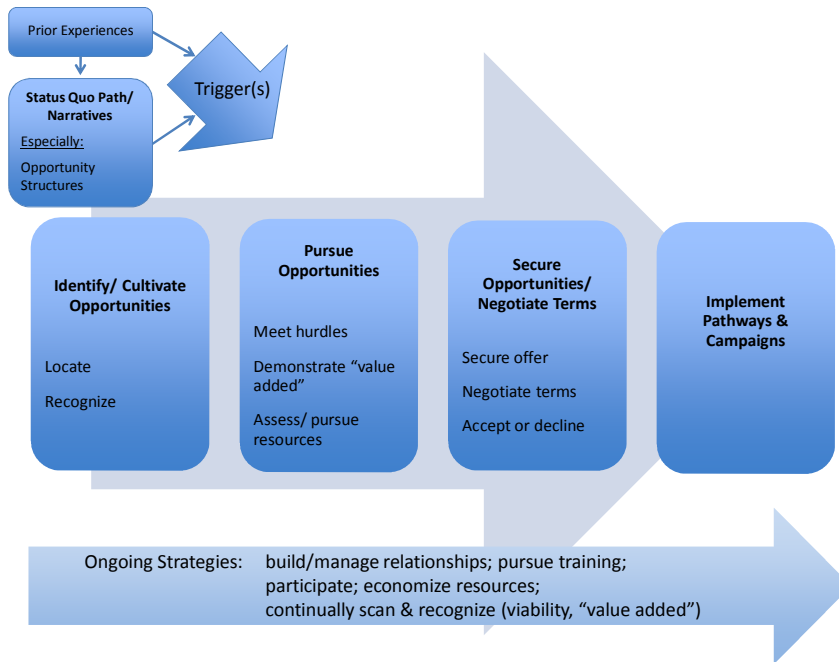 Prior Experiences
Trigger(s)
Status Quo Path/
Narratives
Especially:
Opportunity
Structures
Identify/ Cultivate
Opportunities
Locate
Recognize
Pursue
Opportunities
Meet hurdles
Demonstrate “value
added”
Assess/ pursue
resources
Secure
Opportunities/
Negotiate Terms
Secure offer
Negotiate terms
Accept or decline
Implement
Pathways &
Campaigns
Ongoing Strategies: build/manage relationships; pursue training;
participate; economize resources;
continually scan & recognize (viability, “value added”)